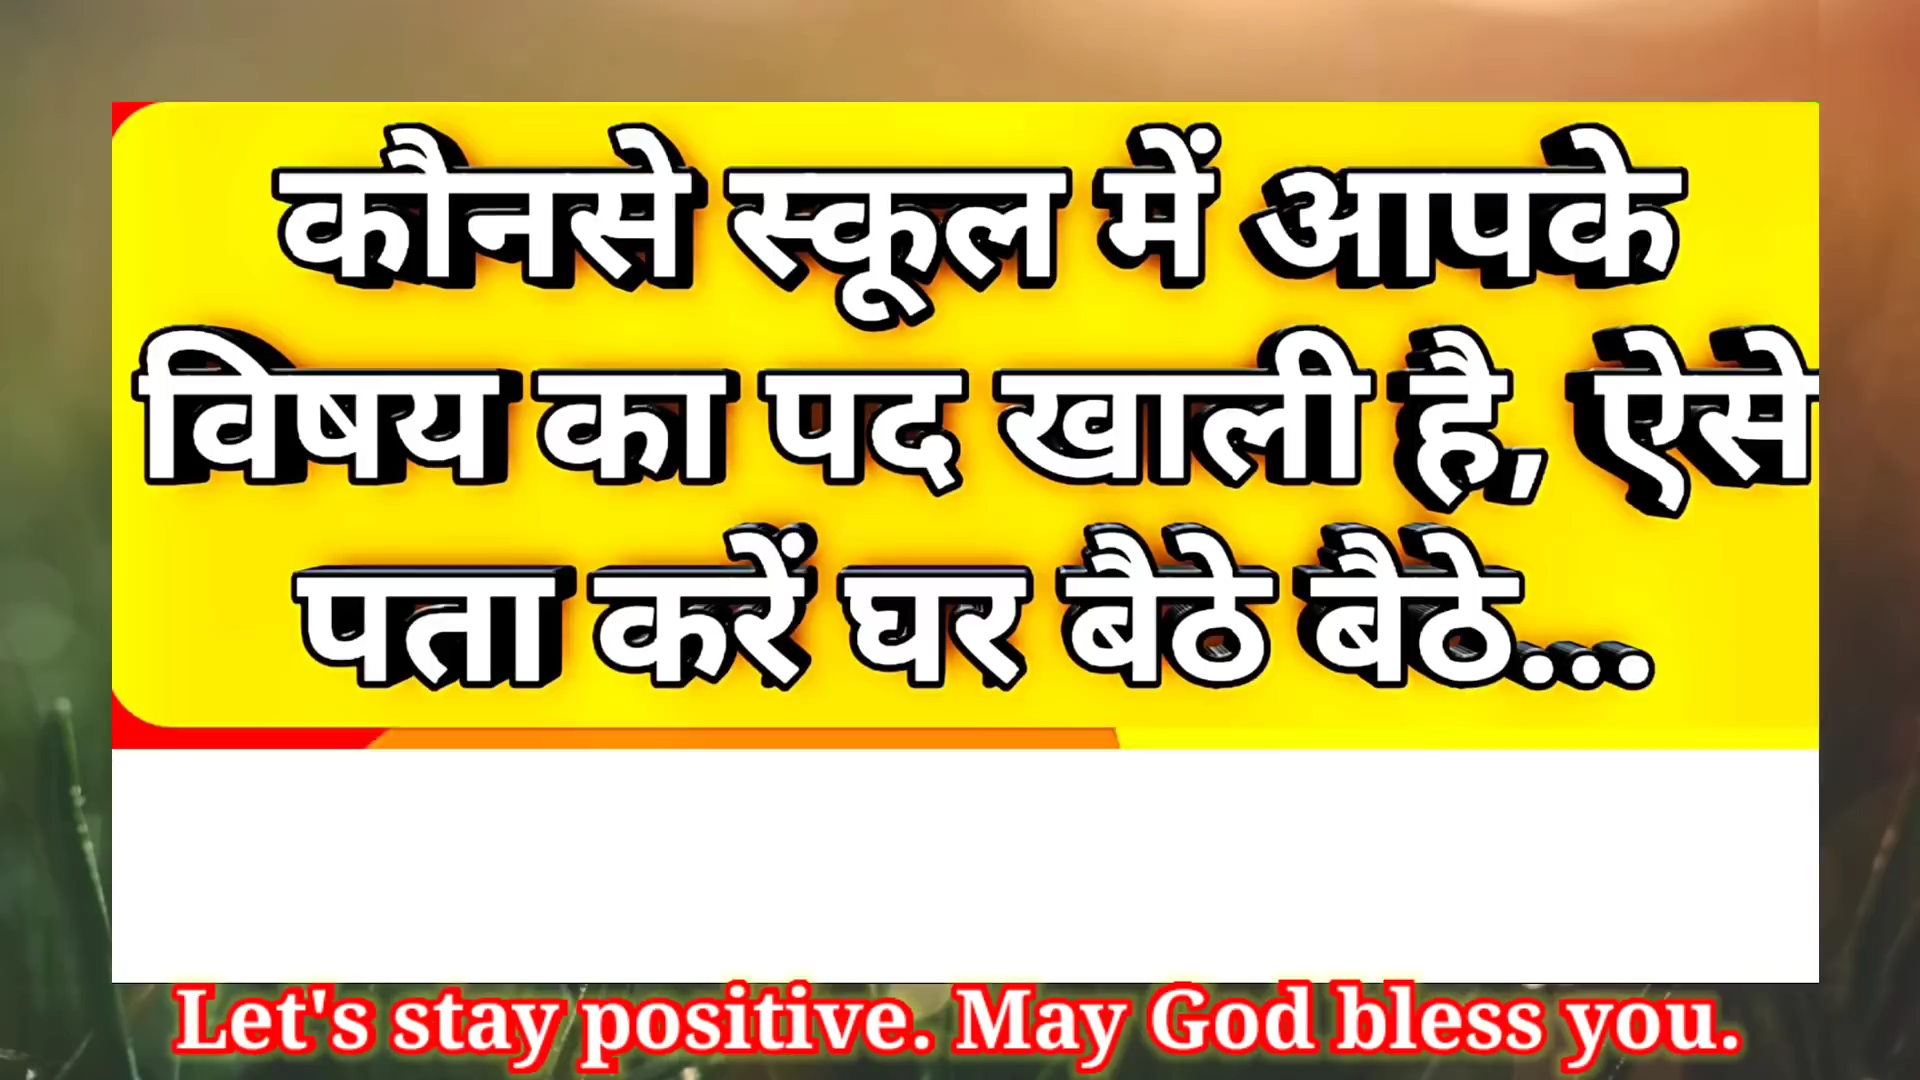 कौनसे स्कूल में आपके
विषय का पद खाली है, ऐसे
पता करें घर बैठे बैठे...
Let's stay positive. May God bless you.